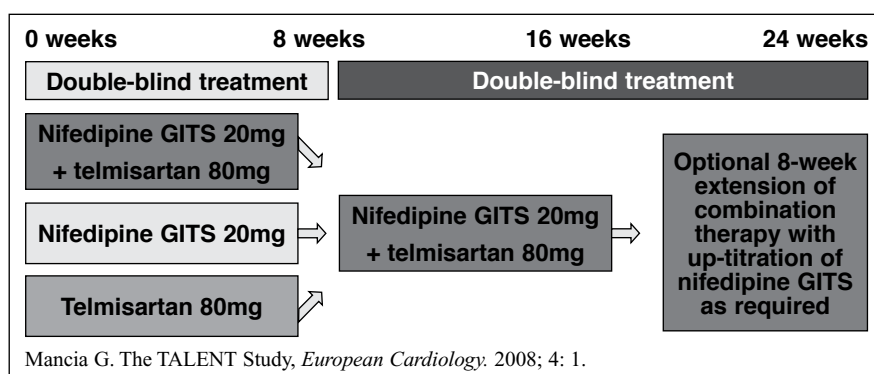 0 weeks 8 weeks 16 weeks 24 weeks
Double-blind treatment Double-blind treatment
Nifedipine GITS 20mg
+ telmisartan 80mg
Nifedipine GITS 20mg
Telmisartan 80mg
Nifedipine GITS 20mg
+ telmisartan 80mg
Optional 8-week
extension of
combination
therapy with
up-titration of
nifedipine GITS
as required
Mancia G. The TALENT Study, European Cardiology. 2008; 4: 1.